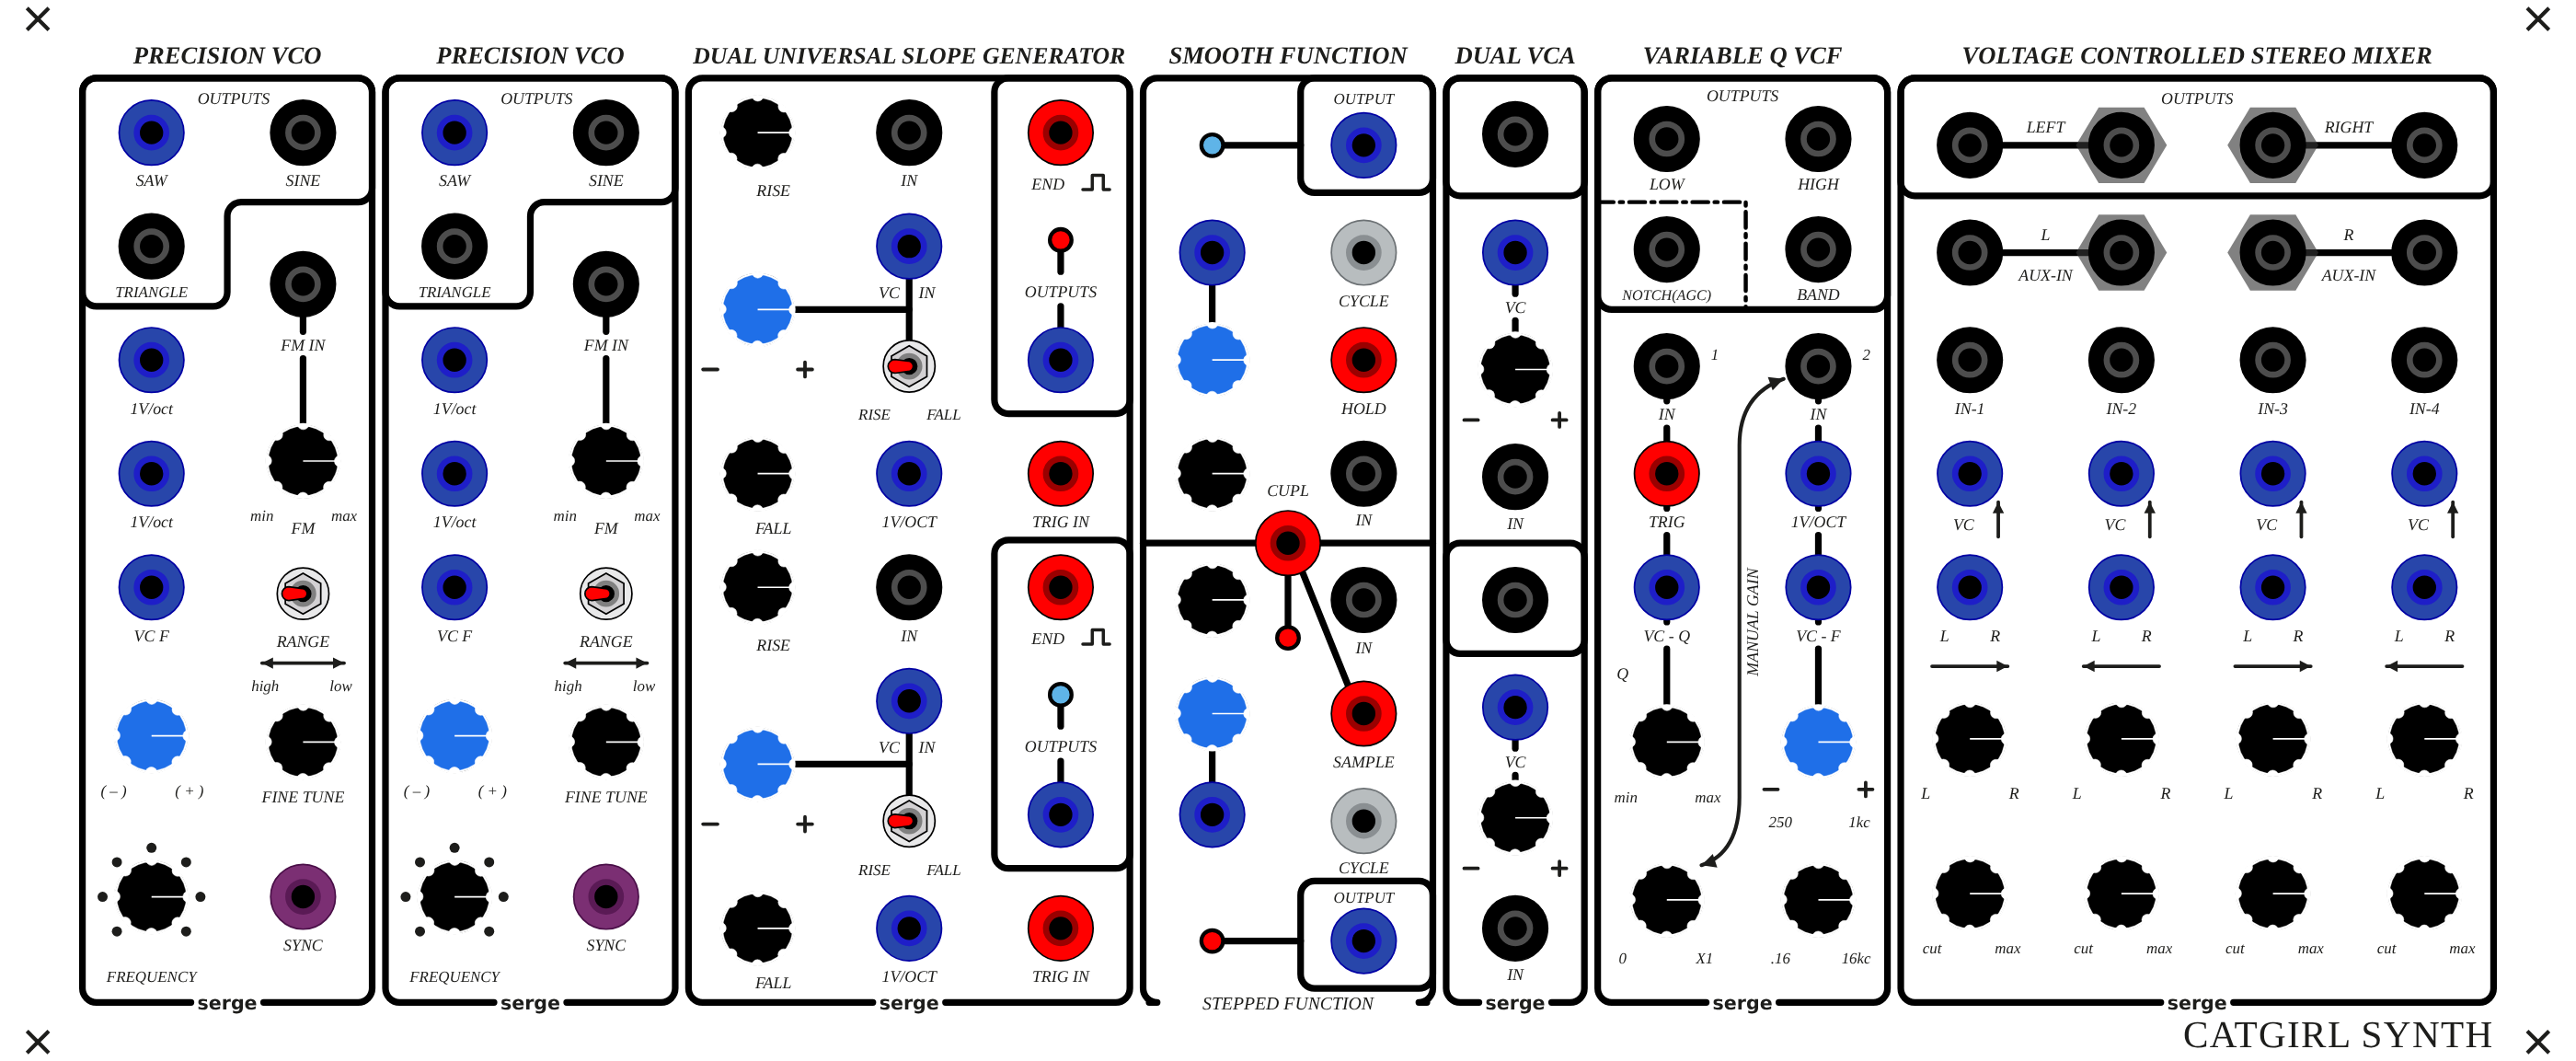 PRECISION VCO
OUTPUTS
SAW SINE
TRIANGLE
FM IN
1V/oct
1V/oct
min max
FM
VC F
RANGE
high low
( – ) ( + )
FINE TUNE
SYNC
FREQUENCY
serge
PRECISION VCO
OUTPUTS
SAW SINE
TRIANGLE
FM IN
1V/oct
1V/oct
min max
FM
VC F
RANGE
high low
( – ) ( + )
FINE TUNE
SYNC
FREQUENCY
serge
DUAL UNIVERSAL SLOPE GENERATOR
RISE IN END
VC IN OUTPUTS
– +
RISE FALL
FALL 1V/OCT TRIG IN
RISE IN END
VC IN OUTPUTS
– +
RISE FALL
FALL 1V/OCT TRIG IN
serge
SMOOTH FUNCTION
OUTPUT
CYCLE
HOLD
CUPL
IN
IN
SAMPLE
CYCLE
OUTPUT
STEPPED FUNCTION
DUAL VCA
VC
– +
IN
VC
– +
IN
serge
VARIABLE Q VCF
OUTPUTS
LOW HIGH
NOTCH(AGC) BAND
1 2
IN IN
TRIG 1V/OCT
MANUAL GAIN
VC - Q VC - F
Q
min max – +
250 1kc
0 X1 .16 16kc
serge
VOLTAGE CONTROLLED STEREO MIXER
OUTPUTS
LEFT RIGHT
L R
AUX-IN AUX-IN
IN-1 IN-2 IN-3 IN-4
VC VC VC VC
L R L R L R L R
L R L R L R L R
cut max cut max cut max cut max
serge
CATGIRL SYNTH